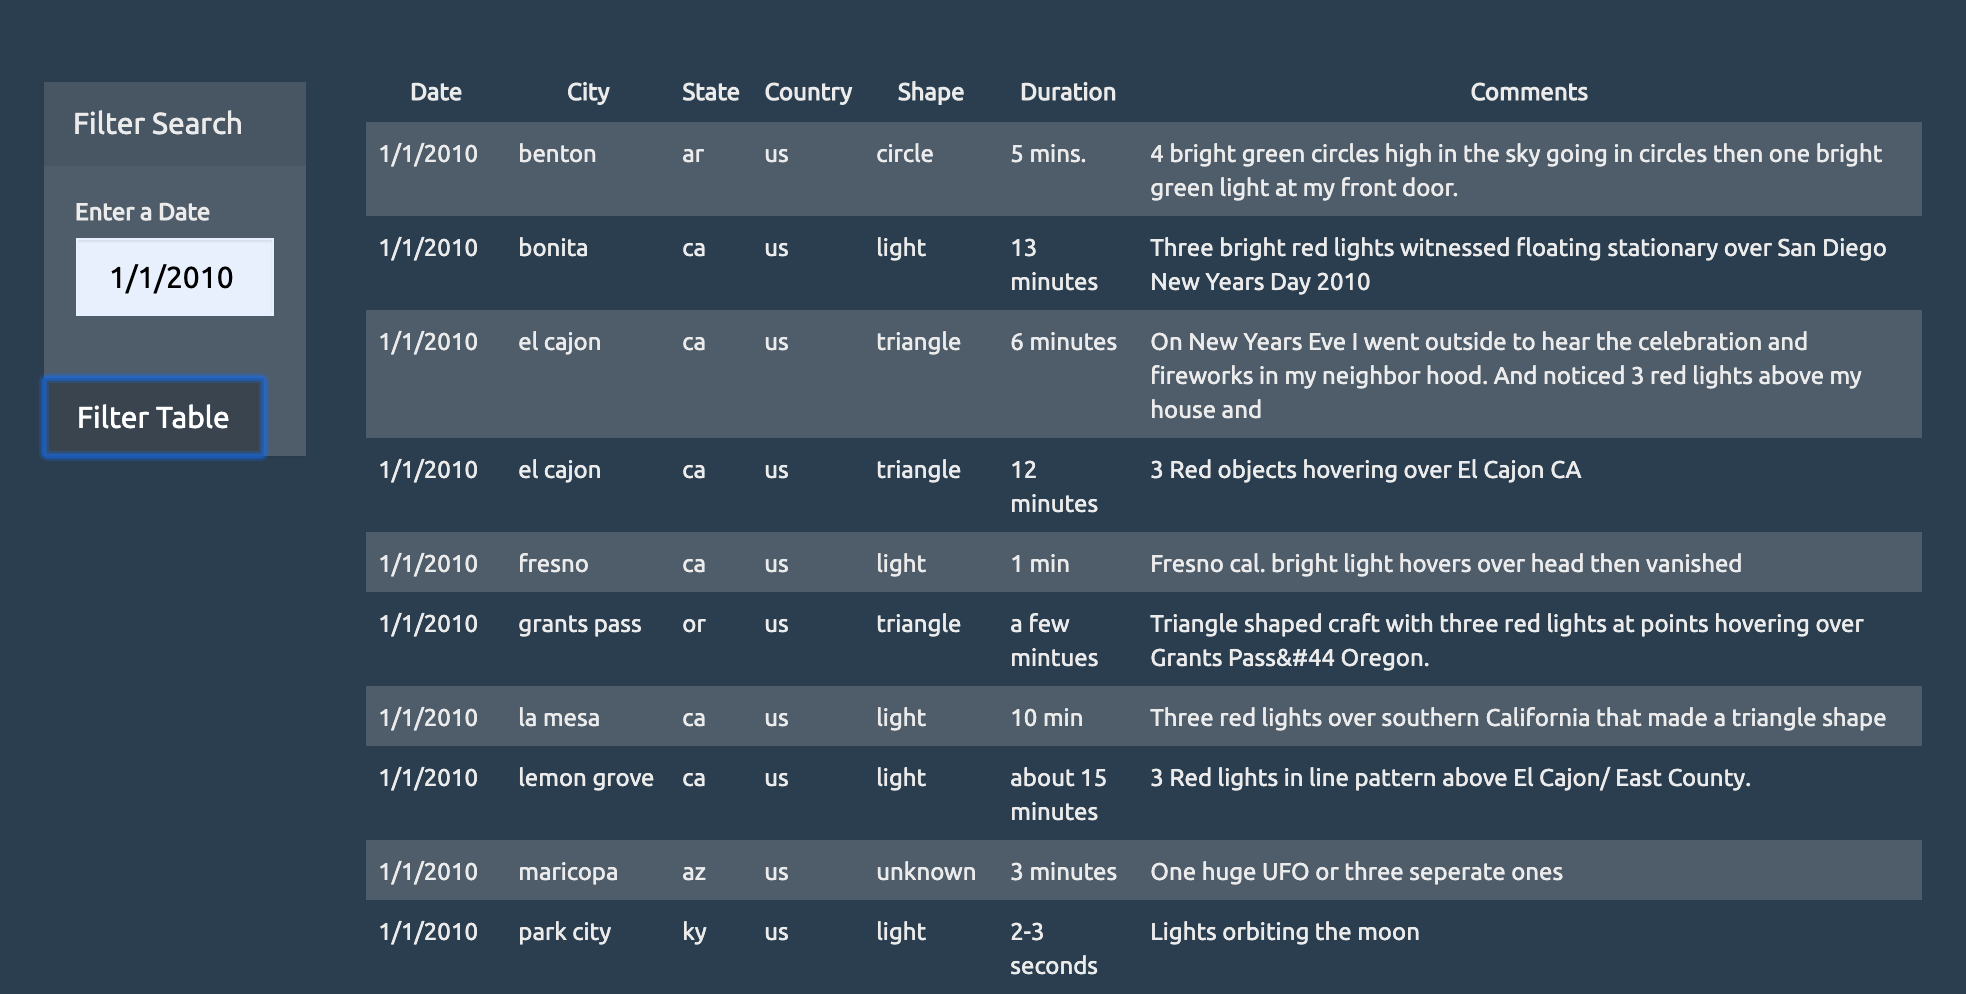 Filter Search
Enter a Date
1/1/2010
Filter Table
Date City State Country Shape Duration Comments
1/1/2010 benton ar us circle 5 mins. 4 bright green circles high in the sky going in circles then one bright
green light at my front door.
1/1/2010 bonita ca us light 13 Three bright red lights witnessed floating stationary over San Diego
minutes New Years Day 2010
1/1/2010 el cajon ca us triangle 6 minutes On New Years Eve I went outside to hear the celebration and
fireworks in my neighbor hood. And noticed 3 red lights above my
house and
1/1/2010 el cajon ca us triangle 12 3 Red objects hovering over El Cajon CA
minutes
1/1/2010 fresno ca us light 1 min Fresno cal. bright light hovers over head then vanished
1/1/2010 grants pass or us triangle a few Triangle shaped craft with three red lights at points hovering over
mintues Grants Pass&#44 Oregon.
1/1/2010 la mesa ca us light 10 min Three red lights over southern California that made a triangle shape
1/1/2010 lemon grove ca us light about 15 3 Red lights in line pattern above El Cajon/ East County.
minutes
1/1/2010 maricopa az us unknown 3 minutes One huge UFO or three seperate ones
1/1/2010 park city ky us light 2-3 Lights orbiting the moon
seconds